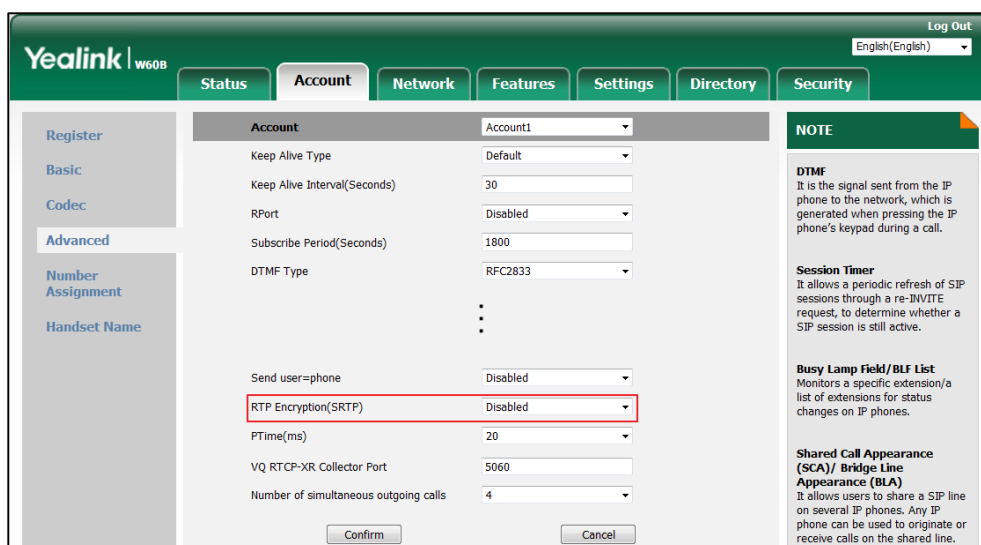 Log Out
Yealink | W60B
English(English)
Status Account Network Features Settings Directory Security
Register
Basic
Codec
Advanced
Number
Assignment
Handset Name
Account Account1
Keep Alive Type Default
Keep Alive Interval(Seconds) 30
RPort Disabled
Subscribe Period(Seconds) 1800
DTMF Type RFC2833
Send user=phone Disabled
RTP Encryption(SRTP) Disabled
PTime(ms) 20
VQ RTCP-XR Collector Port 5060
Number of simultaneous outgoing calls 4
Confirm Cancel
NOTE
DTMF
It is the signal sent from the IP
phone to the network, which is
generated when pressing the IP
phone's keypad during a call.
Session Timer
It allows a periodic refresh of SIP
sessions through a re-INVITE
request, to determine whether a
SIP session is still active.
Busy Lamp Field/BLF List
Monitors a specific extension/a
list of extensions for status
changes on IP phones.
Shared Call Appearance
(SCA)/ Bridge Line
Appearance (BLA)
It allows users to share a SIP line
on several IP phones. Any IP
phone can be used to originate or
receive calls on the shared line.